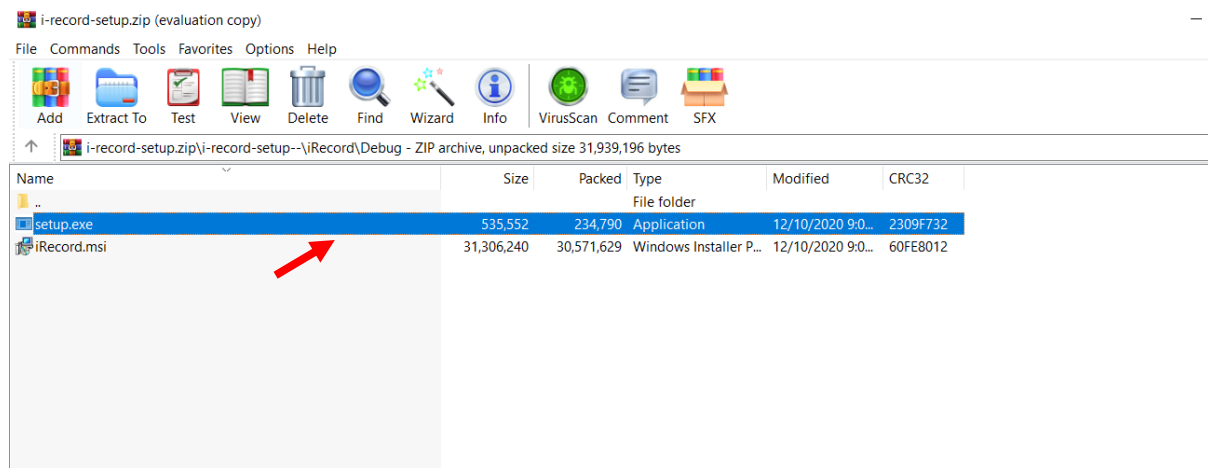 i-record-setup.zip (evaluation copy)
File Commands Tools Favorites Options Help
Add Extract To Test View Delete Find Wizard Info VirusScan Comment SFX
i-record-setup.zip\i-record-setup--\iRecord\Debug - ZIP archive, unpacked size 31,939,196 bytes
Name Size Packed Type Modified CRC32
.. File folder
setup.exe 535,552 234,790 Application 12/10/2020 9:0... 2309F732
iRecord.msi 31,306,240 30,571,629 Windows Installer P... 12/10/2020 9:0... 60FE8012